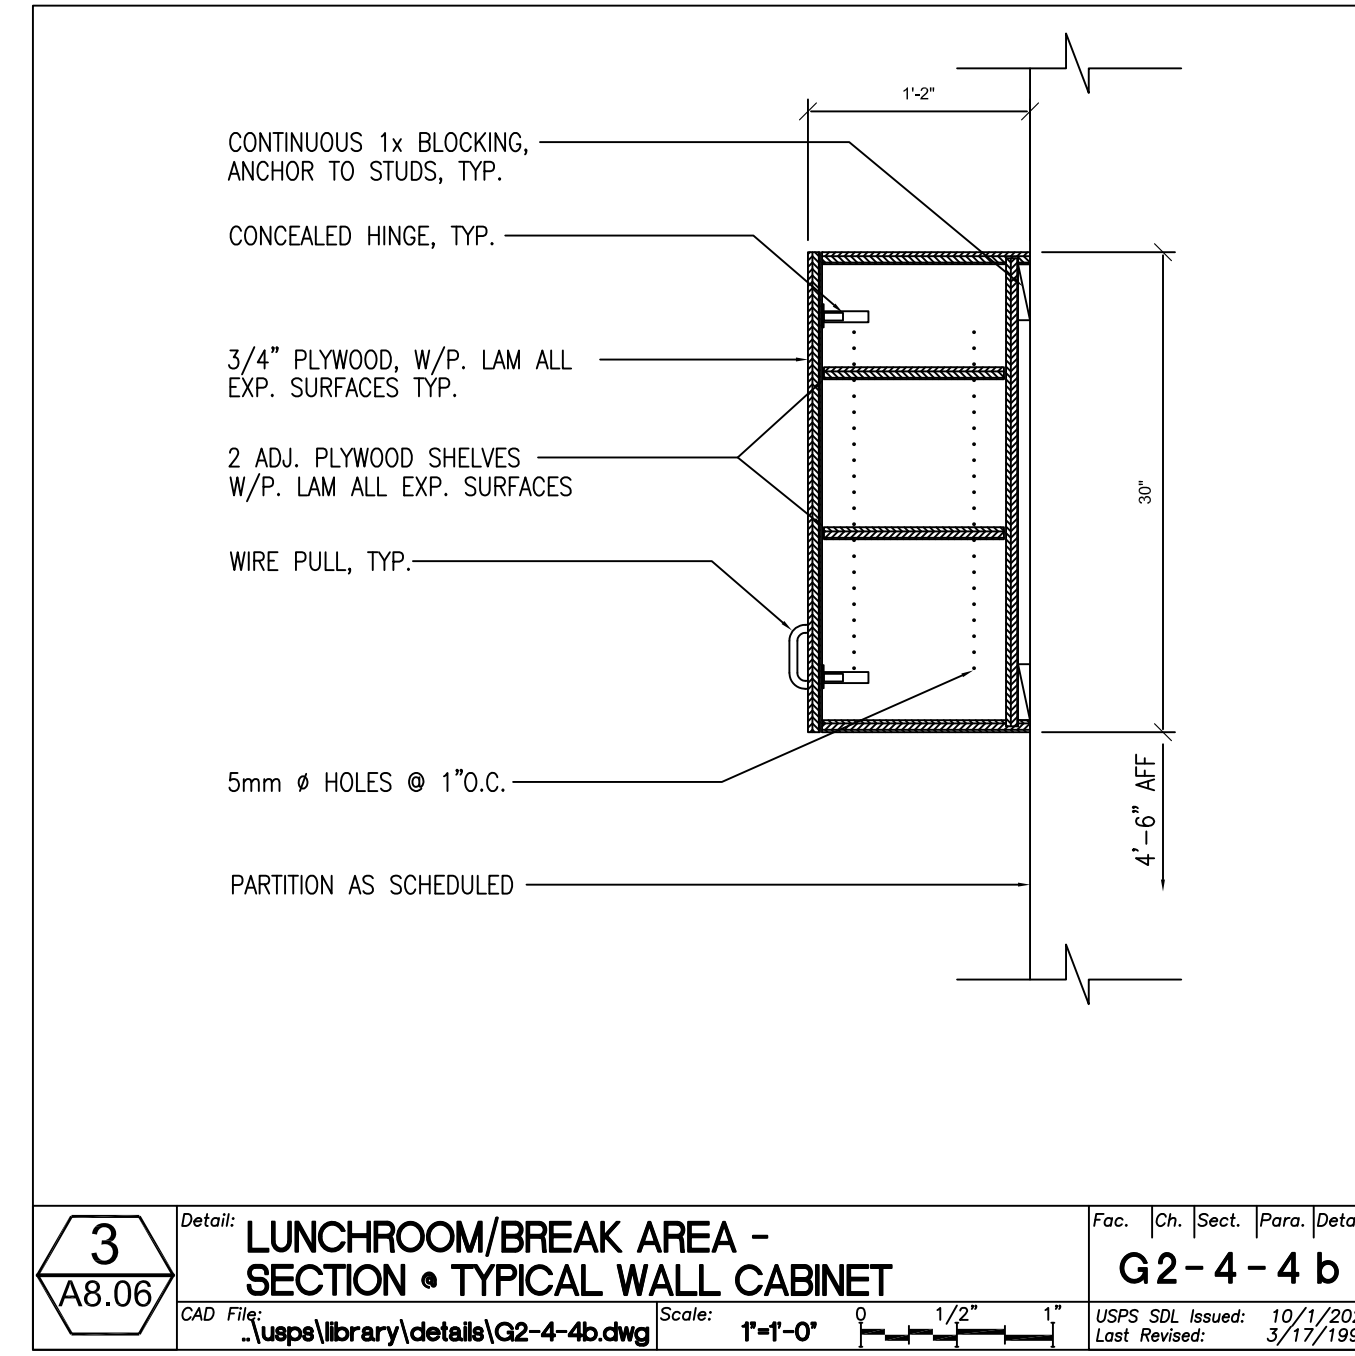 1'-2"
CONTINUOUS 1x BLOCKING,
ANCHOR TO STUDS, TYP.
CONCEALED HINGE, TYP.
3/4" PLYWOOD, W/P. LAM ALL
EXP. SURFACES TYP.
2 ADJ. PLYWOOD SHELVES
W/P. LAM ALL EXP. SURFACES
30"
WIRE PULL, TYP.
5mm ø HOLES @ 1"O.C.
4'-6" AFF
PARTITION AS SCHEDULED
3
A8.06
Detail:
LUNCHROOM/BREAK AREA -
SECTION @ TYPICAL WALL CABINET
CAD File:
..\usps\library\details\G2-4-4b.dwg
Scale:
1"=1'-0"
0 1/2" 1"
Fac. Ch. Sect. Para.
G2-4-4b
USPS SDL Issued:
Last Revised: